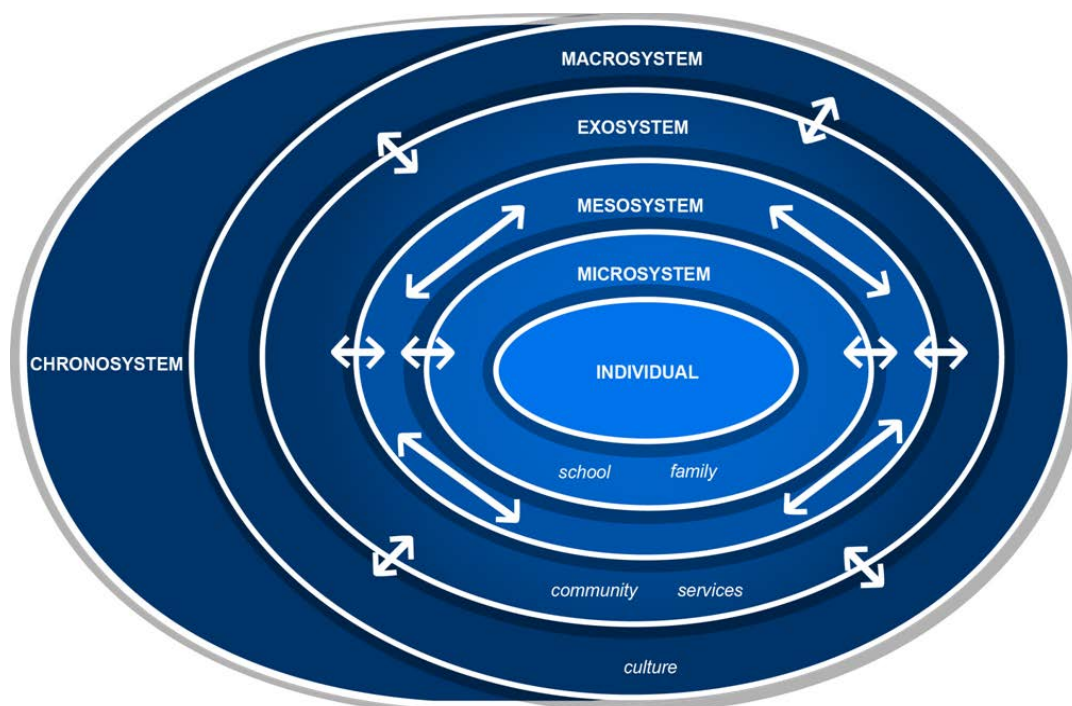 MACROSYSTEM
EXOSYSTEM
MESOSYSTEM
MICROSYSTEM
CHRONOSYSTEM
INDIVIDUAL
school family
community services
culture